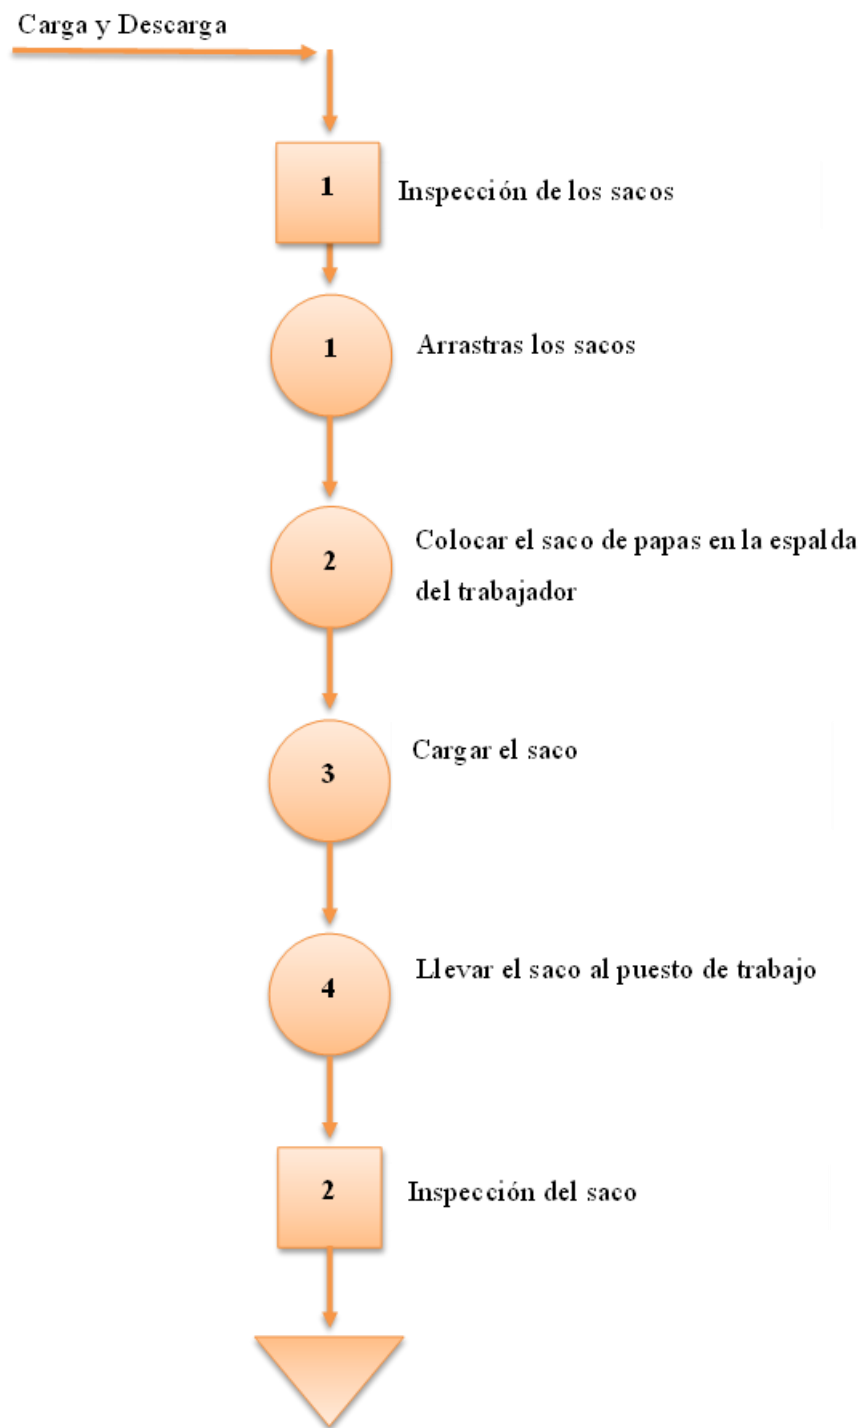 Carga y Descarga
1
Inspección de los sacos
1
Arrastras los sacos
2
Colocar el saco de papas en la espalda
del trabajador
3
Cargar el saco
4
Llevar el saco al puesto de trabajo
2
Inspección del saco